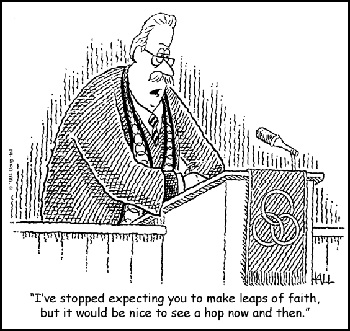 HALL
"I've stopped expecting you to make leaps of faith,
but it would be nice to see a hop now and then."